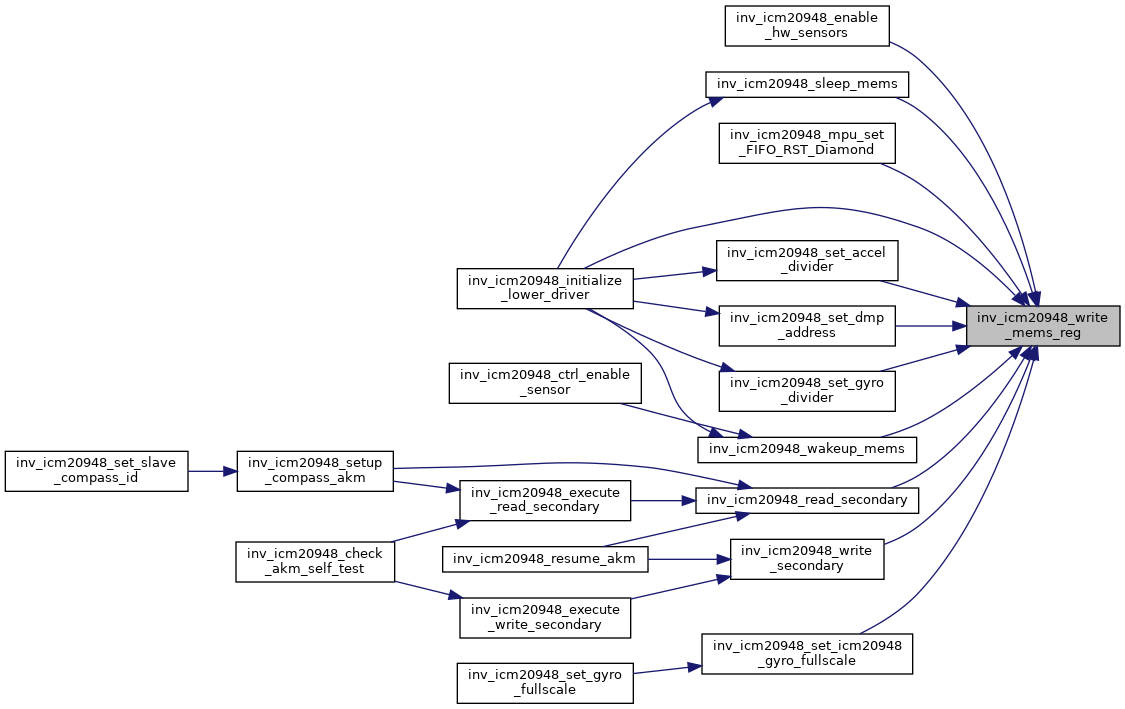 inv_icm20948_enable
_hw_sensors
inv_icm20948_sleep_mems
inv_icm20948_mpu_set
_FIFO_RST_Diamond
inv_icm20948_set_accel
_divider
inv_icm20948_initialize
_lower_driver
inv_icm20948_set_dmp
_address
inv_icm20948_write
_mems_reg
inv_icm20948_ctrl_enable
_sensor
inv_icm20948_set_gyro
_divider
inv_icm20948_wakeup_mems
inv_icm20948_set_slave
_compass_id
inv_icm20948_setup
_compass_akm
inv_icm20948_execute
_read_secondary
inv_icm20948_read_secondary
inv_icm20948_check
_akm_self_test
inv_icm20948_resume_akm
inv_icm20948_write
_secondary
inv_icm20948_execute
_write_secondary
inv_icm20948_set_icm20948
_gyro_fullscale
inv_icm20948_set_gyro
_fullscale